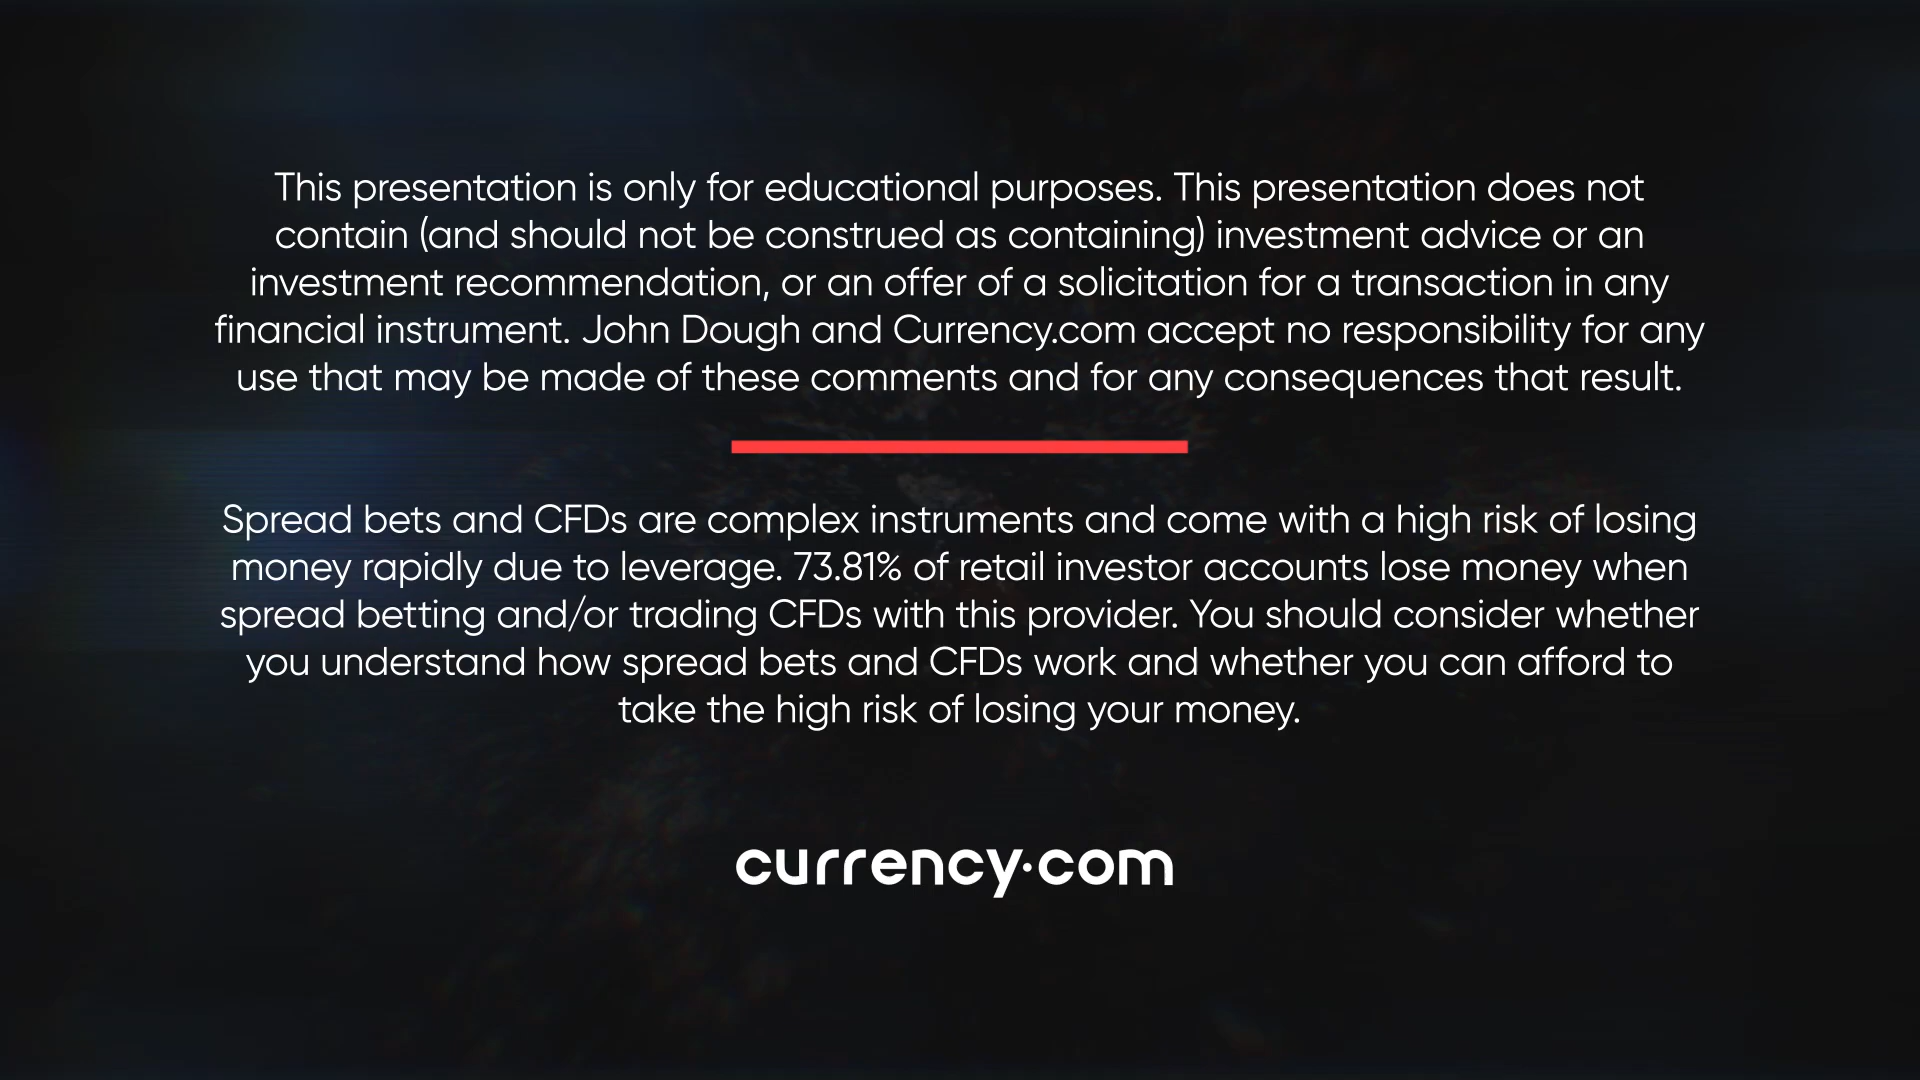 This presentation is only for educational purposes. This presentation does not
contain (and should not be construed as containing) investment advice or an
investment recommendation, or an offer of a solicitation for a transaction in any
financial instrument. John Dough and Currency.com accept no responsibility for any
use that may be made of these comments and for any consequences that result.
Spread bets and CFDs are complex instruments and come with a high risk of losing
money rapidly due to leverage. 73.81% of retail investor accounts lose money when
spread betting and/or trading CFDs with this provider. You should consider whether
you understand how spread bets and CFDs work and whether you can afford to
take the high risk of losing your money.
currency.com